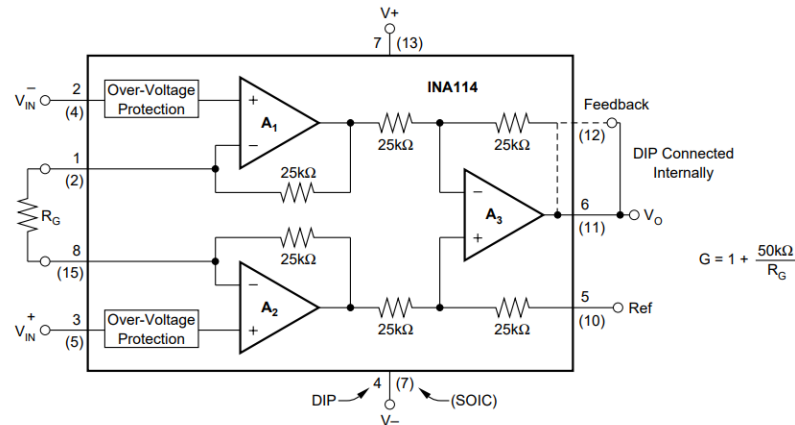 V+
7 (13)
INA114
2
V−IN
(4)
Over-Voltage
Protection
+
A1
−
25kΩ
25kΩ
25kΩ
Feedback
(12)
DIP Connected
Internally
1
(2)
RG
8
(15)
25kΩ
−
A3
+
6
(11)
VO
G = 1 + 50kΩ
RG
−
A2
+
3
V+IN
(5)
Over-Voltage
Protection
25kΩ
25kΩ
5
(10)
Ref
DIP
4 (7)
(SOIC)
V−